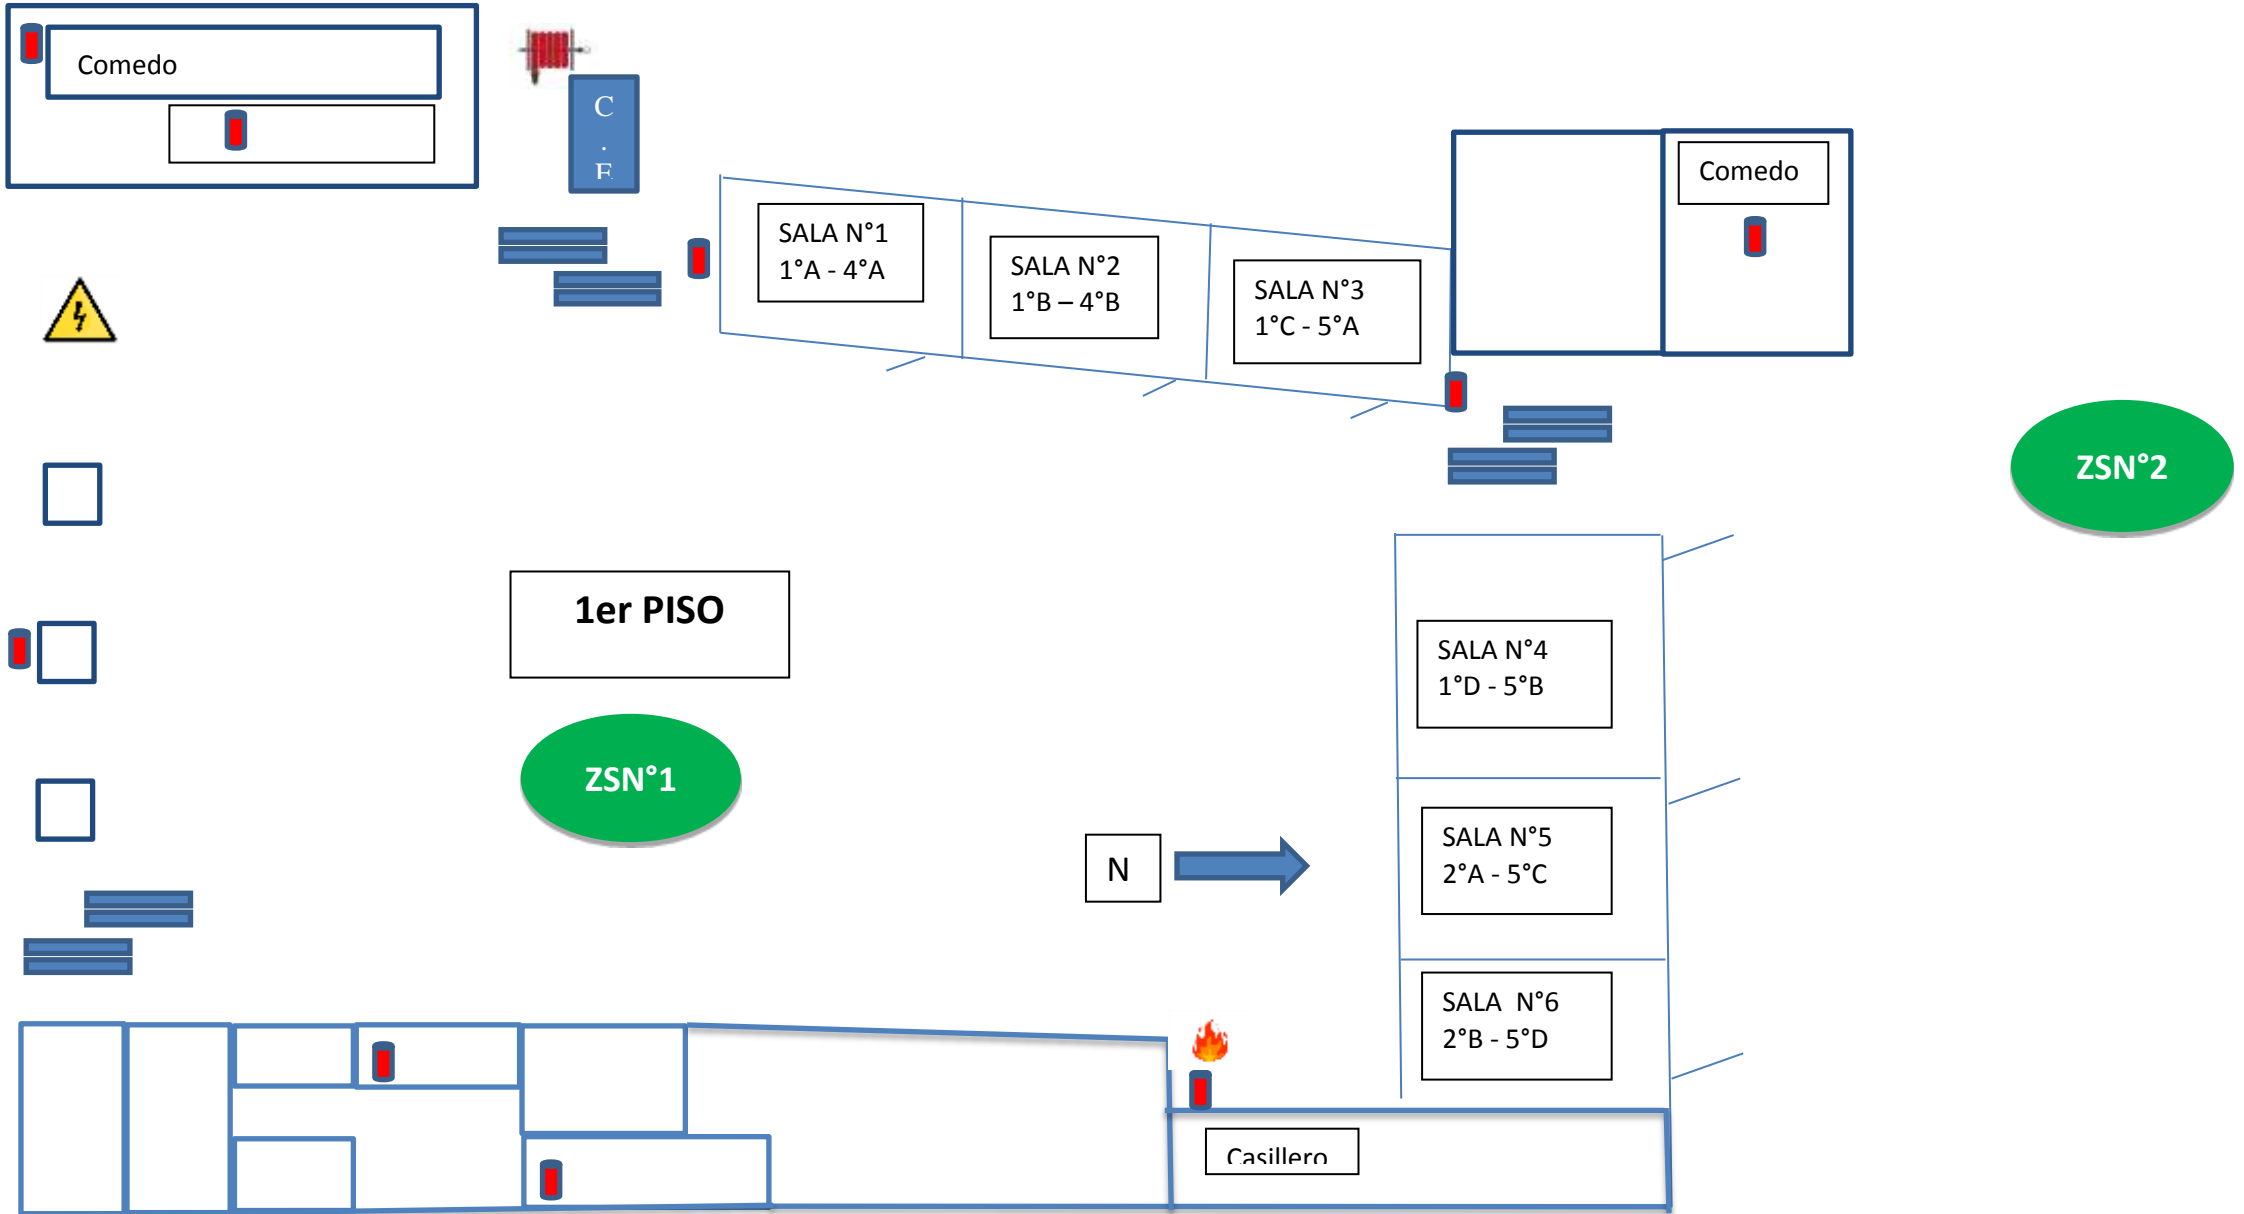 Comedo
C
.
E
Comedo
SALA N°1
1°A - 4°A
SALA N°2
1°B – 4°B
SALA N°3
1°C - 5°A
ZSN°2
1er PISO
SALA N°4
1°D - 5°B
ZSN°1
SALA N°5
2°A - 5°C
N
SALA N°6
2°B - 5°D
Casillero